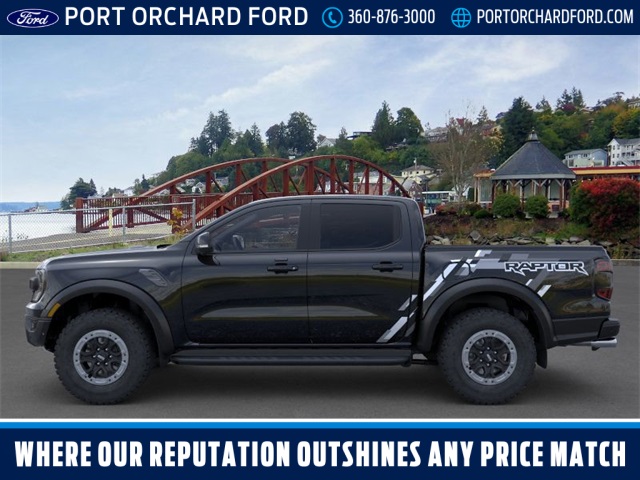 Ford PORT ORCHARD FORD 360-876-3000 PORTORCHARDFORD.COM
RAPTOR
WHERE OUR REPUTATION OUTSHINES ANY PRICE MATCH